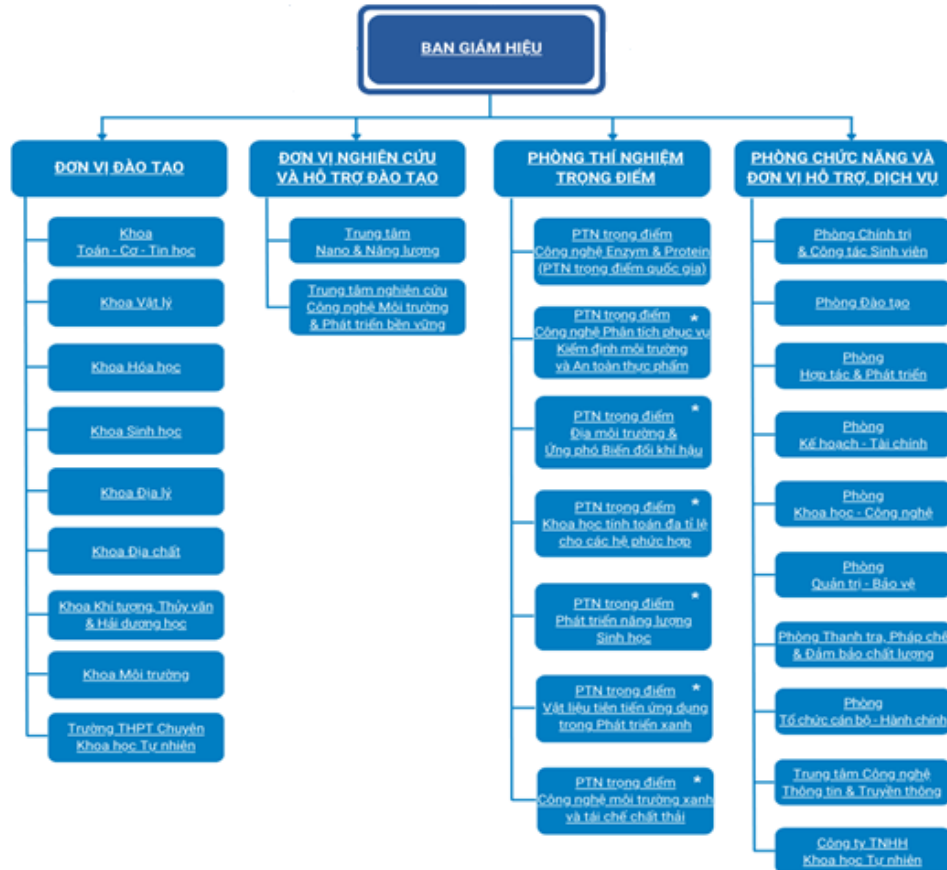 BAN GIÁM HIỆU
ĐƠN VỊ ĐÀO TẠO
Khoa
Toán - Cơ - Tin học
Khoa Vật lý
Khoa Hóa học
Khoa Sinh học
Khoa Địa lý
Khoa Địa chất
Khoa Khí tượng, Thủy văn
& Hải dương học
Khoa Môi trường
Trường THPT Chuyên
Khoa học Tự nhiên
ĐƠN VỊ NGHIÊN CỨU
VÀ HỖ TRỢ ĐÀO TẠO
Trung tâm
Nano & Năng lượng
Trung tâm nghiên cứu
Công nghệ Môi trường
& Phát triển bền vững
PHÒNG THÍ NGHIỆM
TRỌNG ĐIỂM
PTN trọng điểm
Công nghệ Enzym & Protein
(PTN trọng điểm quốc gia)
PTN trọng điểm *
Công nghệ Phân tích phục vụ
Kiểm định môi trường
và An toàn thực phẩm
PTN trọng điểm *
Địa môi trường &
Ứng phó Biến đổi khí hậu
PTN trọng điểm *
Khoa học tính toán đa tỉ lệ
cho các hệ phức hợp
PTN trọng điểm *
Phát triển năng lượng
Sinh học
PTN trọng điểm *
Vật liệu tiên tiến ứng dụng
trong Phát triển xanh
PTN trọng điểm *
Công nghệ môi trường xanh
và tái chế chất thải
PHÒNG CHỨC NĂNG VÀ
ĐƠN VỊ HỖ TRỢ, DỊCH VỤ
Phòng Chính trị
& Công tác Sinh viên
Phòng Đào tạo
Phòng
Hợp tác & Phát triển
Phòng
Kế hoạch - Tài chính
Phòng
Khoa học - Công nghệ
Phòng
Quản trị - Bảo vệ
Phòng Thanh tra, Pháp chế
& Đảm bảo chất lượng
Phòng
Tổ chức cán bộ - Hành chính
Trung tâm Công nghệ
Thông tin & Truyền thông
Công ty TNHH
Khoa học Tự nhiên